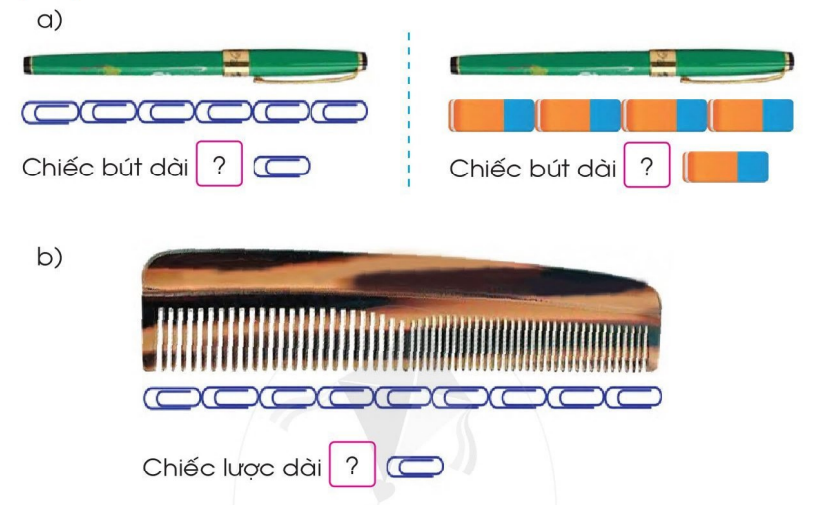 a)
Chiếc bút dài ?
Chiếc bút dài ?
b)
Chiếc lược dài ?